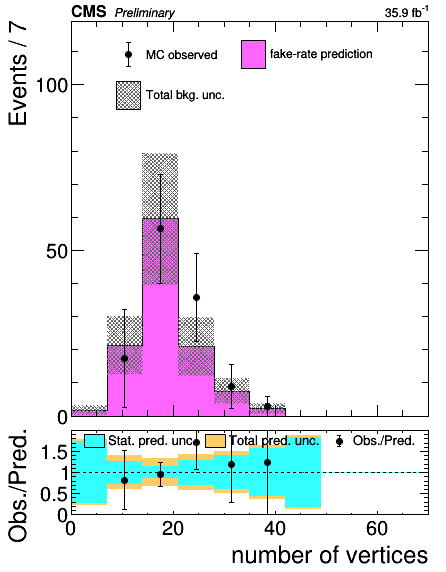 CMS Preliminary 35.9 fb⁻¹
Events / 7
MC observed
fake-rate prediction
Total bkg. unc.
100
50
0
Obs./Pred.
Stat. pred. unc.
Total pred. unc.
Obs./Pred.
1.5
1
0.5
0
0 20 40 60
number of vertices